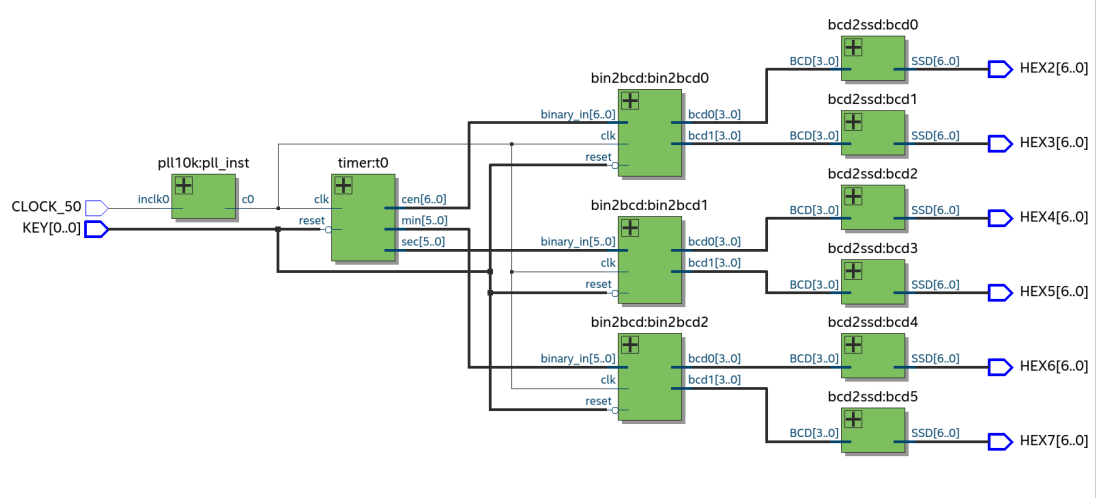 CLOCK_50
KEY[0..0]
pll10k:pll_inst
inclk0
c0
timer:t0
clk
reset
cen[6..0]
min[5..0]
sec[5..0]
bin2bcd:bin2bcd0
binary_in[6..0]
clk
reset
bcd0[3..0]
bcd1[3..0]
bin2bcd:bin2bcd1
binary_in[5..0]
clk
reset
bcd0[3..0]
bcd1[3..0]
bin2bcd:bin2bcd2
binary_in[5..0]
clk
reset
bcd0[3..0]
bcd1[3..0]
bcd2ssd:bcd0
BCD[3..0]
SSD[6..0]
HEX2[6..0]
bcd2ssd:bcd1
BCD[3..0]
SSD[6..0]
HEX3[6..0]
bcd2ssd:bcd2
BCD[3..0]
SSD[6..0]
HEX4[6..0]
bcd2ssd:bcd3
BCD[3..0]
SSD[6..0]
HEX5[6..0]
bcd2ssd:bcd4
BCD[3..0]
SSD[6..0]
HEX6[6..0]
bcd2ssd:bcd5
BCD[3..0]
SSD[6..0]
HEX7[6..0]